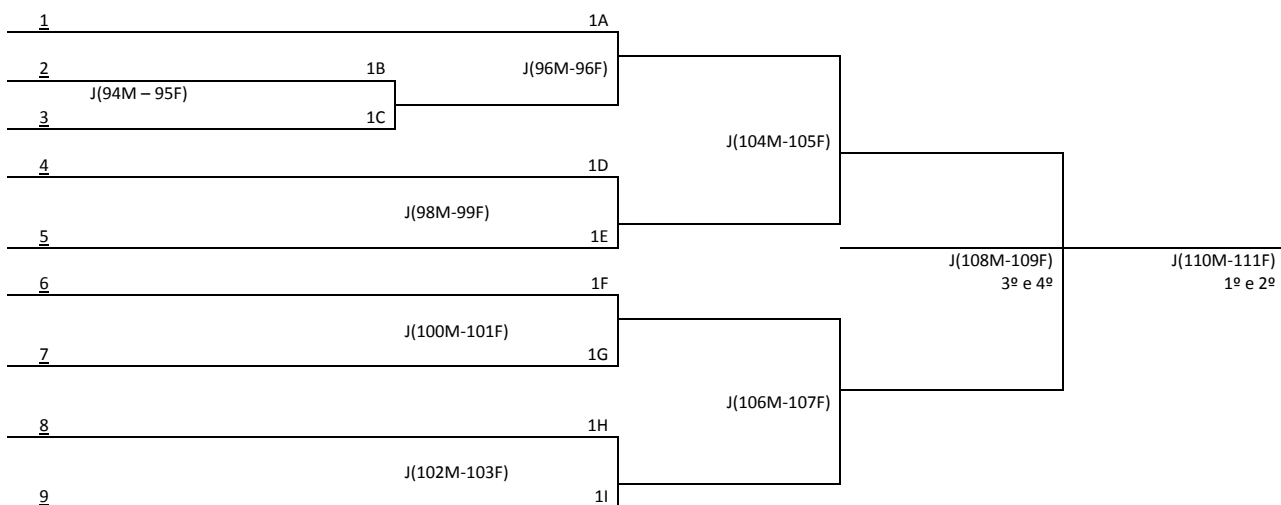 1 1A
2 1B J(96M-96F)
J(94M – 95F)
3 1C
J(104M-105F)
4 1D
J(98M-99F)
5 1E
J(108M-109F) J(110M-111F)
3º e 4º 1º e 2º
6 1F
J(100M-101F)
7 1G
J(106M-107F)
8 1H
J(102M-103F)
9 1I